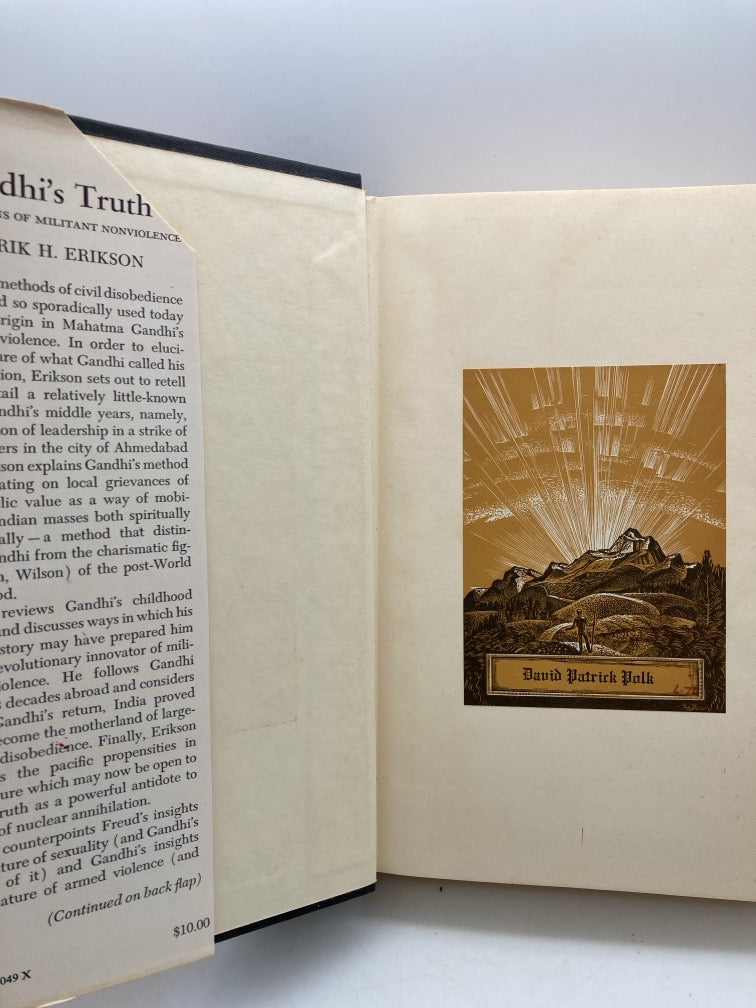 dhi's Truth
NS OF MILITANT NONVIOLENCE
RIK H. ERIKSON
methods of civil disobedience
d so sporadically used today
rigin in Mahatma Gandhi's
violence. In order to eluci-
ure of what Gandhi called his
ion, Erikson sets out to retell
tail a relatively little-known
ndhi's middle years, namely,
on of leadership in a strike of
ers in the city of Ahmedabad
son explains Gandhi's method
ating on local grievances of
lic value as a way of mobi-
ndian masses both spiritually
ally — a method that distin-
ndhi from the charismatic fig-
n, Wilson) of the post-World
od.
reviews Gandhi's childhood
and discusses ways in which his
story may have prepared him
evolutionary innovator of mili-
iolence. He follows Gandhi
decades abroad and considers
Gandhi's return, India proved
ecome the motherland of large-
disobedience. Finally, Erikson
s the pacific propensities in
ure which may now be open to
ruth as a powerful antidote to
of nuclear annihilation.
counterpoints Freud's insights
ture of sexuality (and Gandhi's
of it) and Gandhi's insights
ature of armed violence (and
(Continued on back flap)
$10.00
049 X
David Patrick Polk